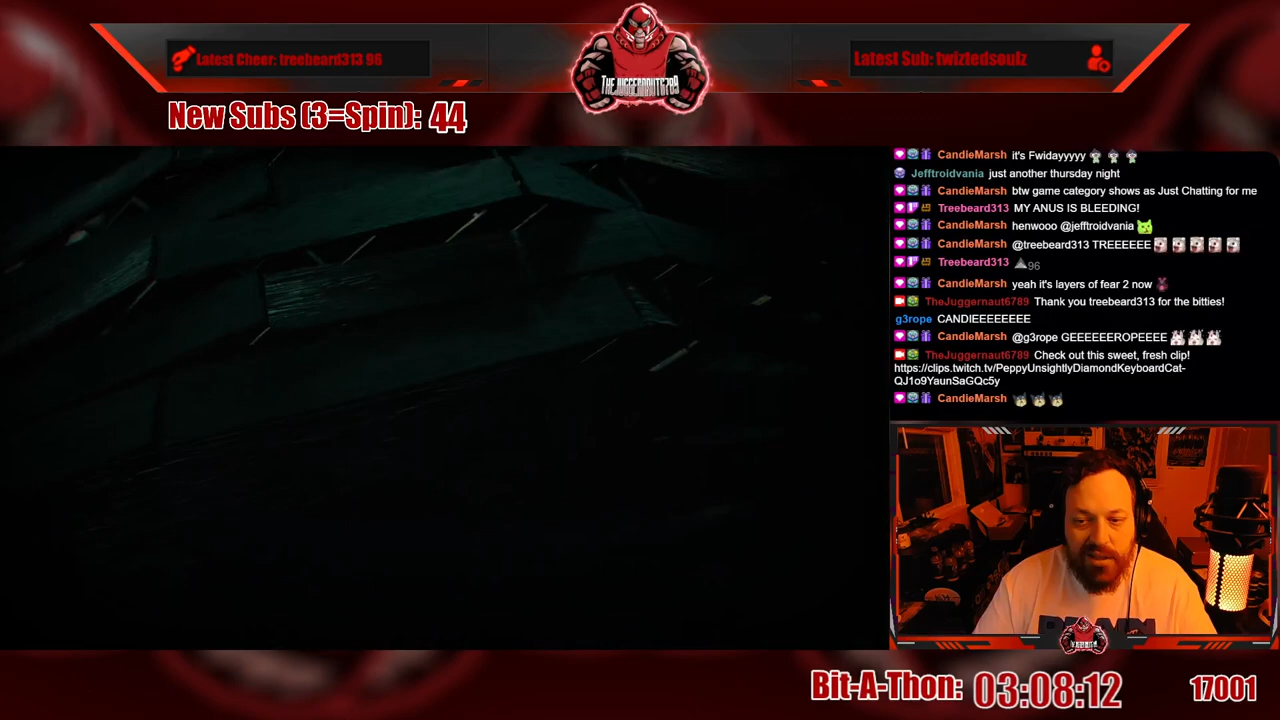 Latest Cheer: treebeard313 96
THEJUGGERNAUT6789
Latest Sub: twiztedsoulz
New Subs (3=Spin): 44
CandieMarsh it's Fwidayyyyy
Jefftroidvania just another thursday night
CandieMarsh btw game category shows as Just Chatting for me
Treebeard313 MY ANUS IS BLEEDING!
CandieMarsh henwooo @jefftroidvania
CandieMarsh @treebeard313 TREEEEEE
Treebeard313 96
CandieMarsh yeah it's layers of fear 2 now
TheJuggernaut6789 Thank you treebeard313 for the bitties!
g3rope CANDIEEEEEEEE
CandieMarsh @g3rope GEEEEEEROPEEEE
TheJuggernaut6789 Check out this sweet, fresh clip!
https://clips.twitch.tv/PeppyUnsightlyDiamondKeyboardCat-
QJ1o9YaunSaGQc5y
CandieMarsh
Bit-A-Thon: 03:08:12 17001